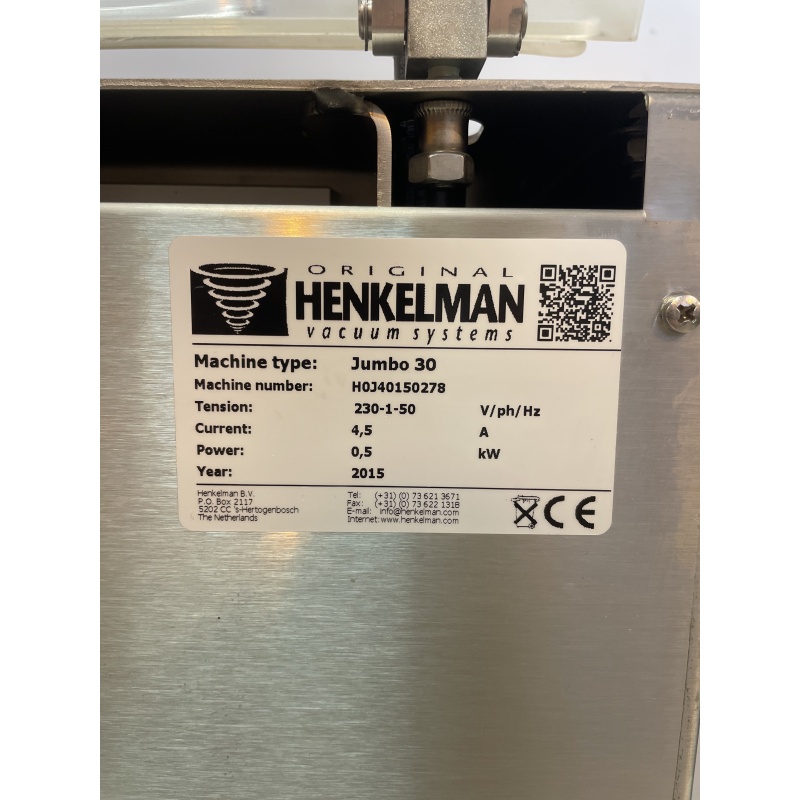 ORIGINAL
HENKELMAN
vacuum systems
Machine type: Jumbo 30
Machine number: H0J40150278
Tension: 230-1-50 V/ph/Hz
Current: 4,5 A
Power: 0,5 kW
Year: 2015
Henkelman B.V.
P.O. Box 2117
5202 CC 's-Hertogenbosch
The Netherlands
Tel: (+31) (0) 73 621 3671
Fax: (+31) (0) 73 622 1318
E-mail: info@henkelman.com
Internet: www.henkelman.com
CE